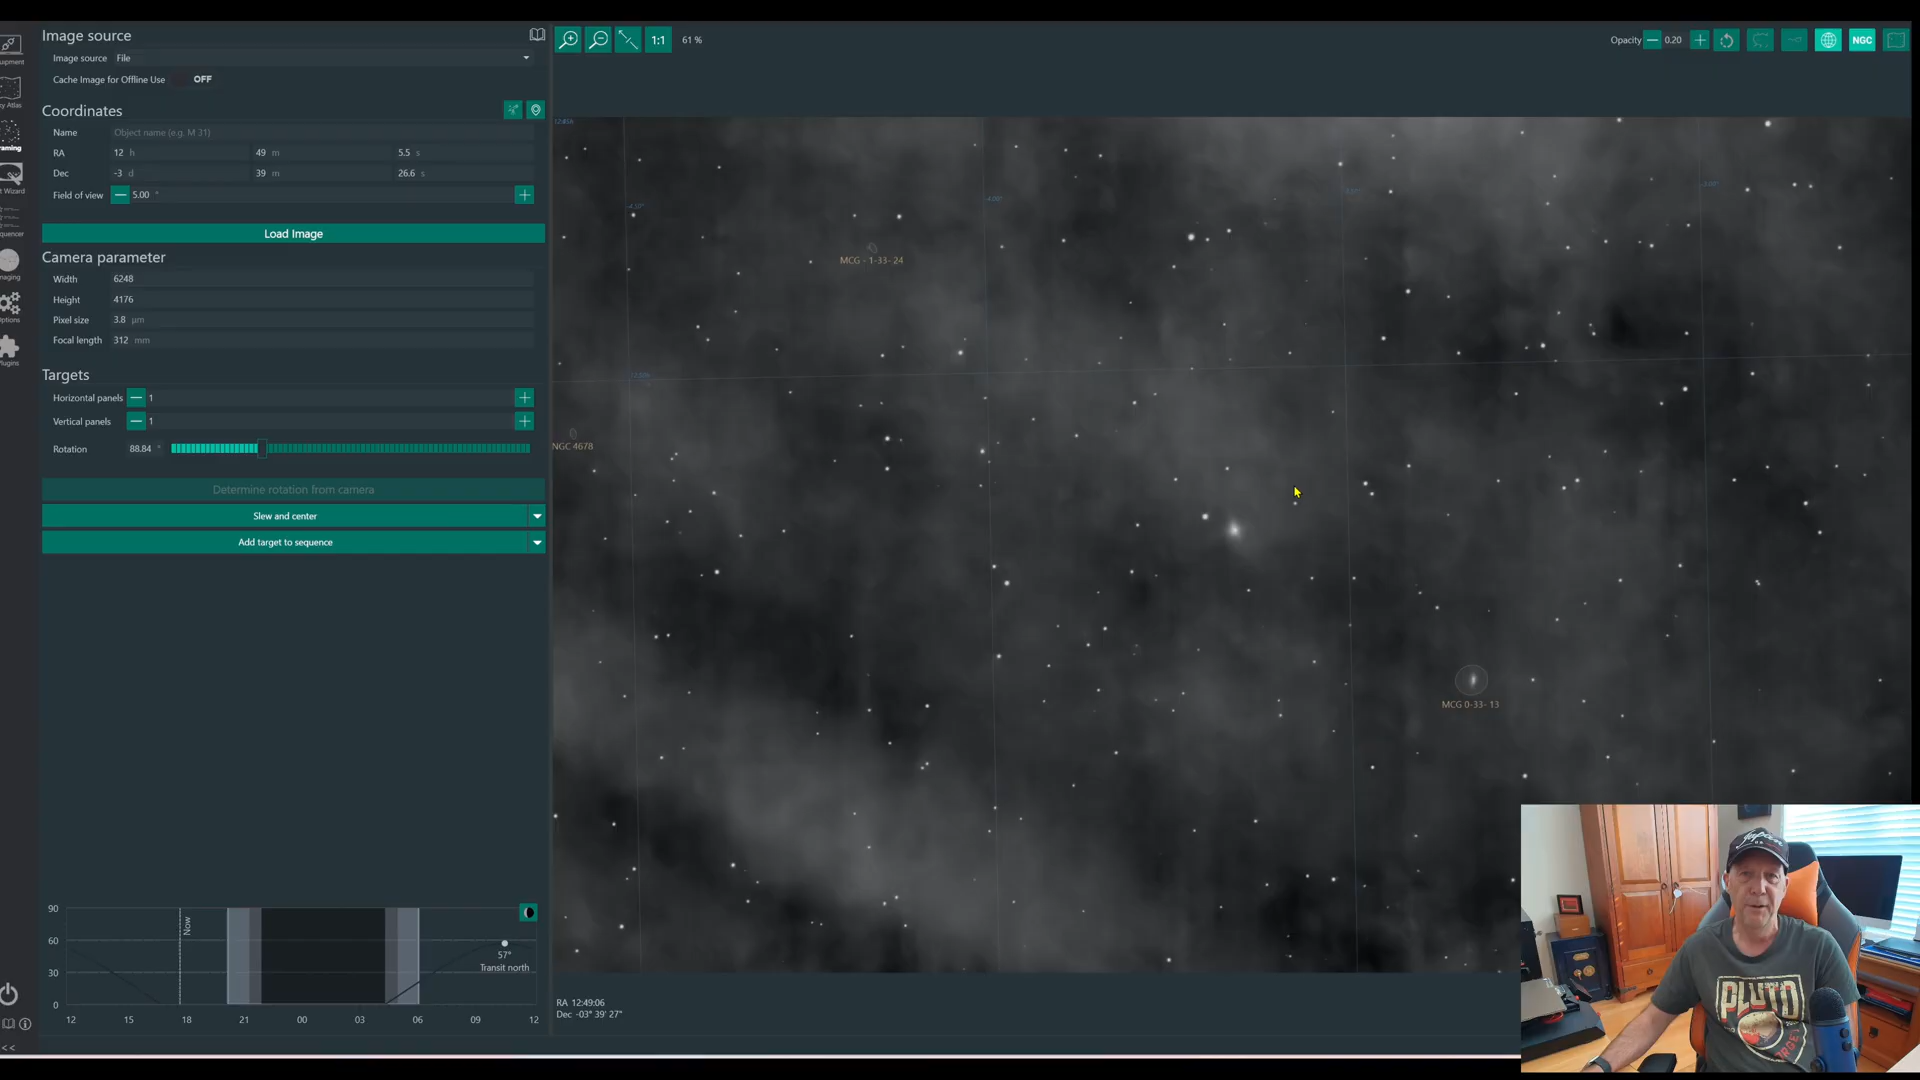 Image source
Image source File
Cache Image for Offline Use OFF
Coordinates
Name Object name (e.g. M 31)
RA 12 h 49 m 5.5 s
Dec -3 d 39 m 26.6 s
Field of view 5.00 °
Load Image
Camera parameter
Width 6248
Height 4176
Pixel size 3.8 µm
Focal length 312 mm
Targets
Horizontal panels 1
Vertical panels 1
Rotation 88.84 °
Determine rotation from camera
Slew and center
Add target to sequence
90
60
30
0
Now
57°
Transit north
12 15 18 21 00 03 06 09 12
<<
1:1 61 %
Opacity 0.20 NGC
-4.00°
MCG - 1-33- 24
NGC 4678
MCG 0-33- 13
RA 12:49:06
Dec -03° 39' 27"
PLUTO